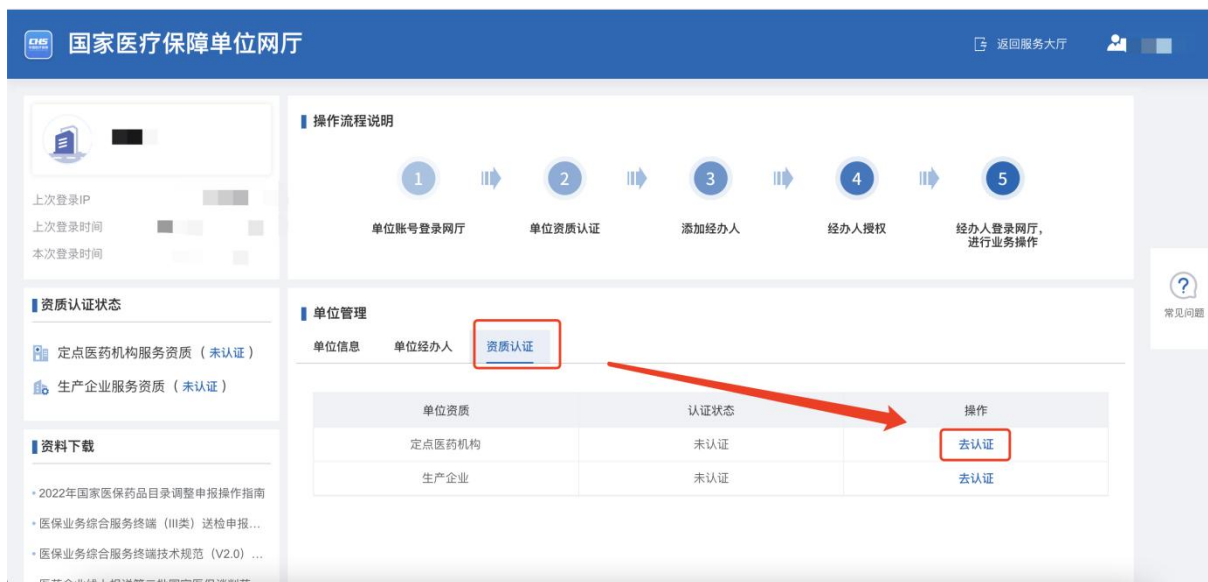 CHS
国家医疗保障单位网厅
返回服务大厅
上次登录IP
上次登录时间
本次登录时间
资质认证状态
定点医药机构服务资质（未认证）
生产企业服务资质（未认证）
资料下载
•2022年国家医保药品目录调整申报操作指南
•医保业务综合服务终端（III类）送检申报...
•医保业务综合服务终端技术规范（V2.0）...
操作流程说明
1
2
3
4
5
单位账号登录网厅
单位资质认证
添加经办人
经办人授权
经办人登录网厅，
进行业务操作
单位管理
单位信息 单位经办人 资质认证
单位资质 认证状态 操作
定点医药机构 未认证 去认证
生产企业 未认证 去认证
?
常见问题